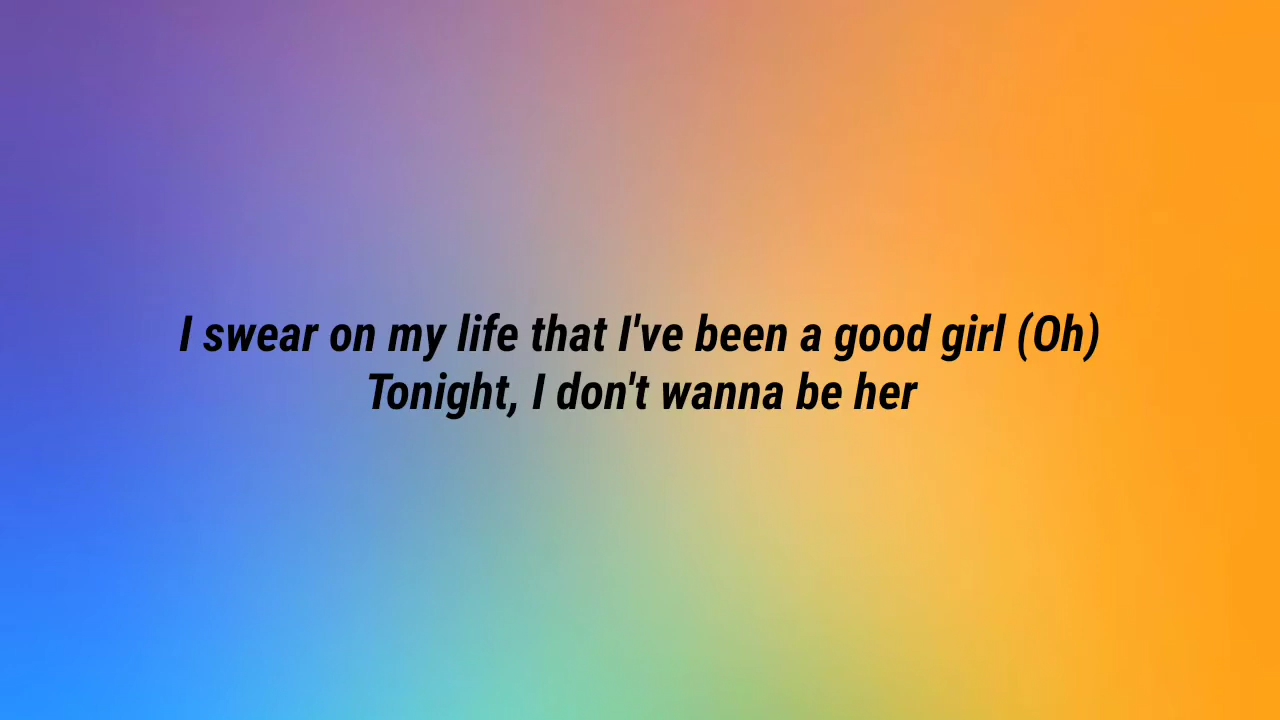 I swear on my life that I've been a good girl (Oh)
Tonight, I don't wanna be her